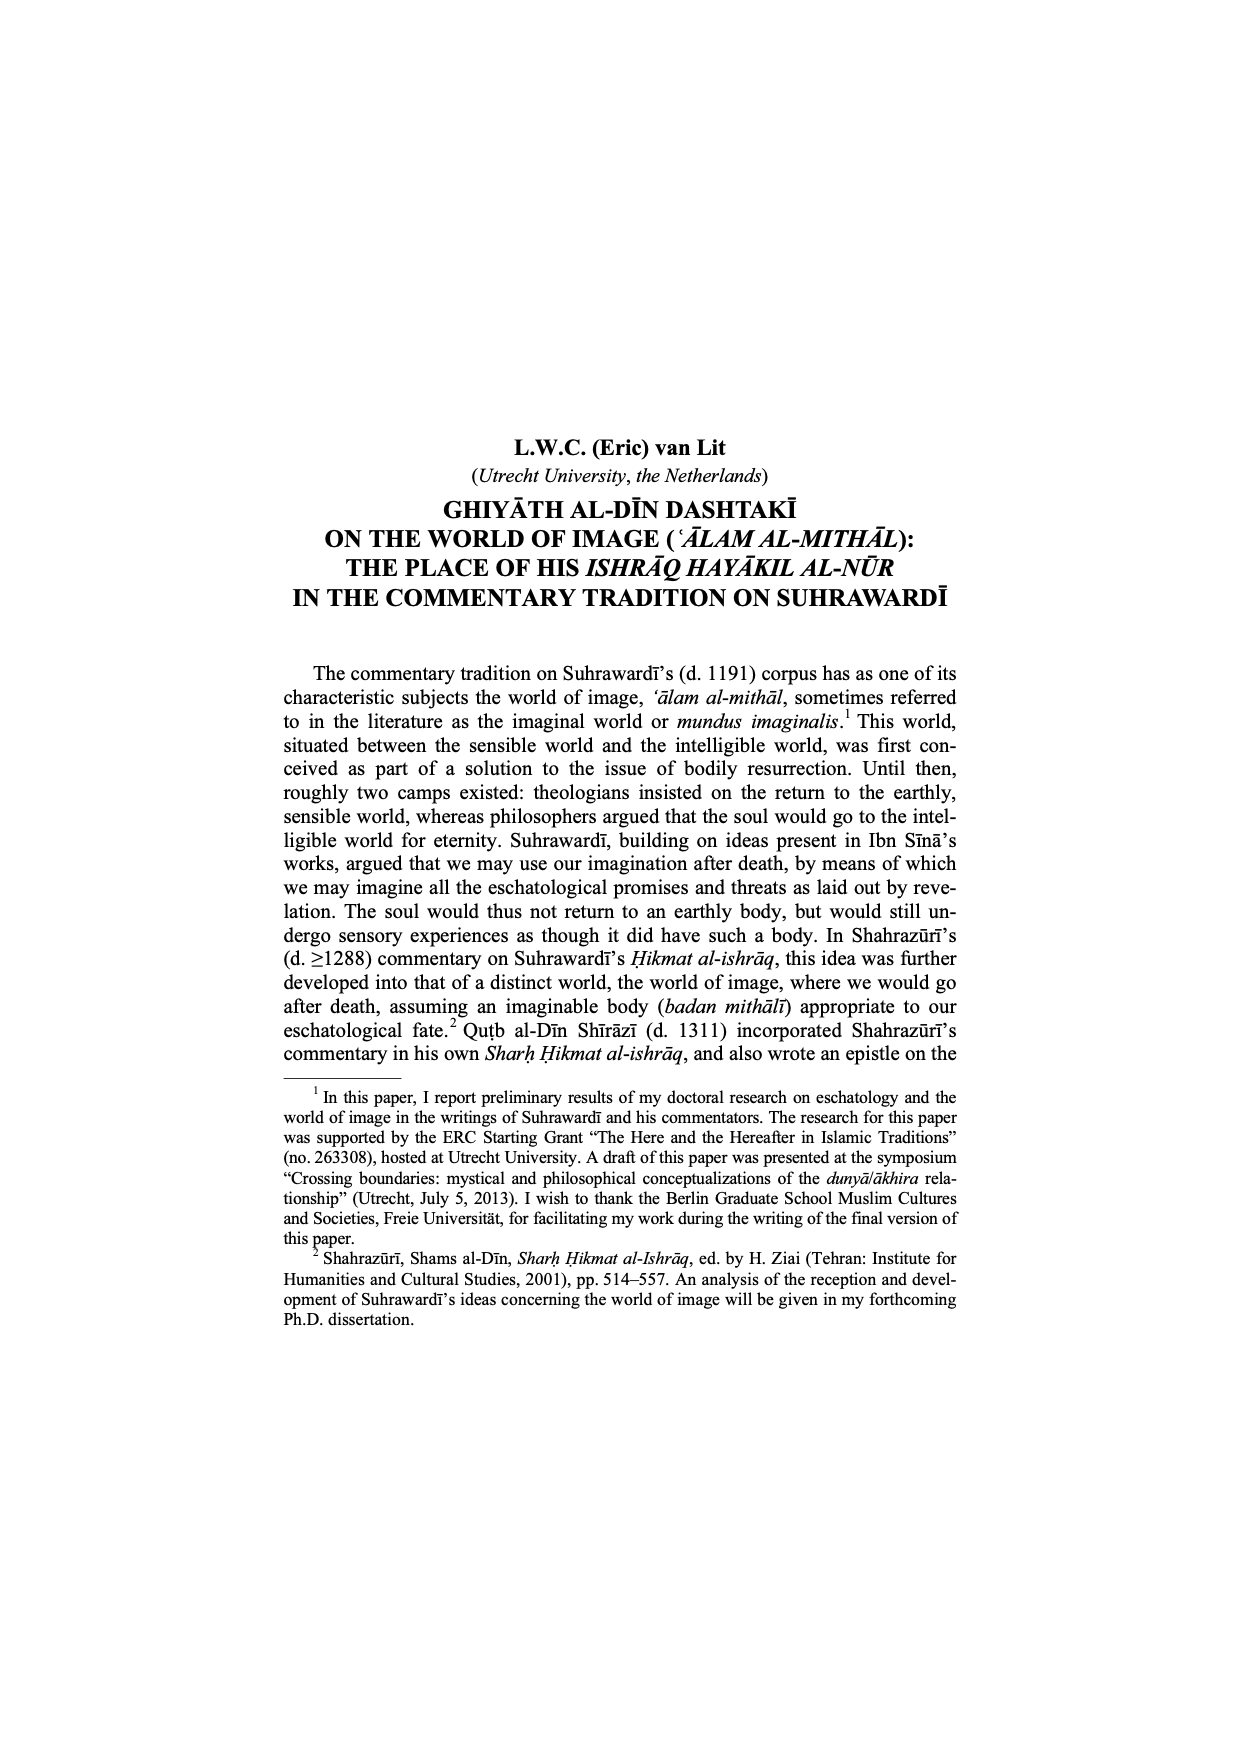 L.W.C. (Eric) van Lit
(Utrecht University, the Netherlands)
GHIYĀTH AL-DĪN DASHTAKĪ
ON THE WORLD OF IMAGE (ʿĀLAM AL-MITHĀL):
THE PLACE OF HIS ISHRĀQ HAYĀKIL AL-NŪR
IN THE COMMENTARY TRADITION ON SUHRAWARDĪ
The commentary tradition on Suhrawardī’s (d. 1191) corpus has as one of its
characteristic subjects the world of image, ‘ālam al-mithāl, sometimes referred
to in the literature as the imaginal world or mundus imaginalis.1 This world,
situated between the sensible world and the intelligible world, was first con-
ceived as part of a solution to the issue of bodily resurrection. Until then,
roughly two camps existed: theologians insisted on the return to the earthly,
sensible world, whereas philosophers argued that the soul would go to the intel-
ligible world for eternity. Suhrawardī, building on ideas present in Ibn Sīnā’s
works, argued that we may use our imagination after death, by means of which
we may imagine all the eschatological promises and threats as laid out by reve-
lation. The soul would thus not return to an earthly body, but would still un-
dergo sensory experiences as though it did have such a body. In Shahrazūrī’s
(d. ≥1288) commentary on Suhrawardī’s Ḥikmat al-ishrāq, this idea was further
developed into that of a distinct world, the world of image, where we would go
after death, assuming an imaginable body (badan mithālī) appropriate to our
eschatological fate.2 Quṭb al-Dīn Shīrāzī (d. 1311) incorporated Shahrazūrī’s
commentary in his own Sharḥ Ḥikmat al-ishrāq, and also wrote an epistle on the
1 In this paper, I report preliminary results of my doctoral research on eschatology and the
world of image in the writings of Suhrawardī and his commentators. The research for this paper
was supported by the ERC Starting Grant “The Here and the Hereafter in Islamic Traditions”
(no. 263308), hosted at Utrecht University. A draft of this paper was presented at the symposium
“Crossing boundaries: mystical and philosophical conceptualizations of the dunyā/ākhira rela-
tionship” (Utrecht, July 5, 2013). I wish to thank the Berlin Graduate School Muslim Cultures
and Societies, Freie Universität, for facilitating my work during the writing of the final version of
this paper.
2 Shahrazūrī, Shams al-Dīn, Sharḥ Ḥikmat al-Ishrāq, ed. by H. Ziai (Tehran: Institute for
Humanities and Cultural Studies, 2001), pp. 514–557. An analysis of the reception and devel-
opment of Suhrawardī’s ideas concerning the world of image will be given in my forthcoming
Ph.D. dissertation.